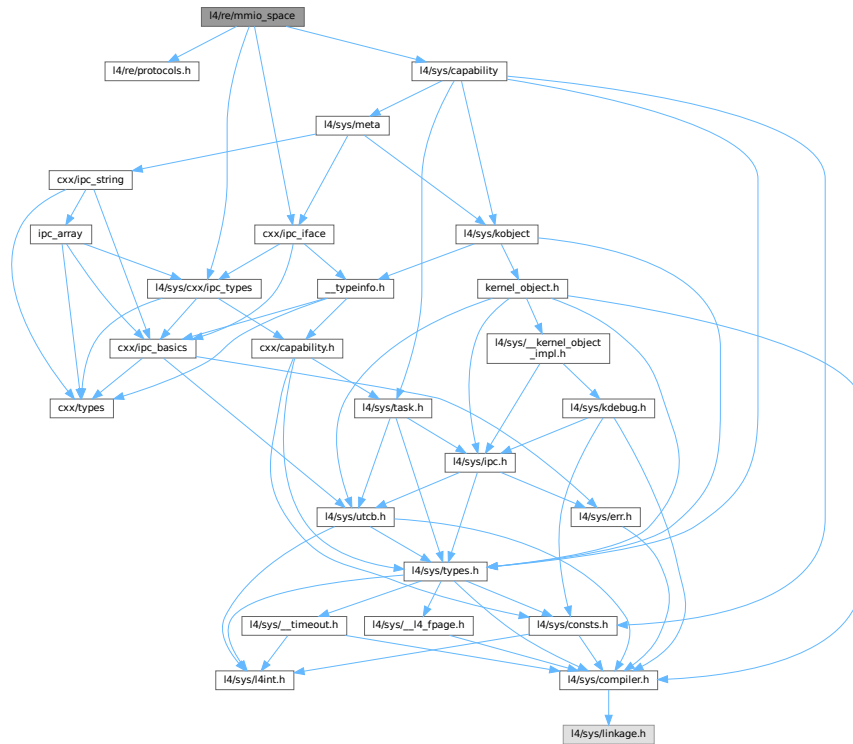 l4/re/mmio_space
l4/re/protocols.h
l4/sys/capability
l4/sys/meta
cxx/ipc_string
ipc_array
cxx/ipc_iface
l4/sys/kobject
l4/sys/cxx/ipc_types
__typeinfo.h
kernel_object.h
cxx/ipc_basics
cxx/capability.h
l4/sys/__kernel_object
_impl.h
cxx/types
l4/sys/task.h
l4/sys/kdebug.h
l4/sys/ipc.h
l4/sys/utcb.h
l4/sys/err.h
l4/sys/types.h
l4/sys/__timeout.h
l4/sys/__l4_fpage.h
l4/sys/consts.h
l4/sys/l4int.h
l4/sys/compiler.h
l4/sys/linkage.h